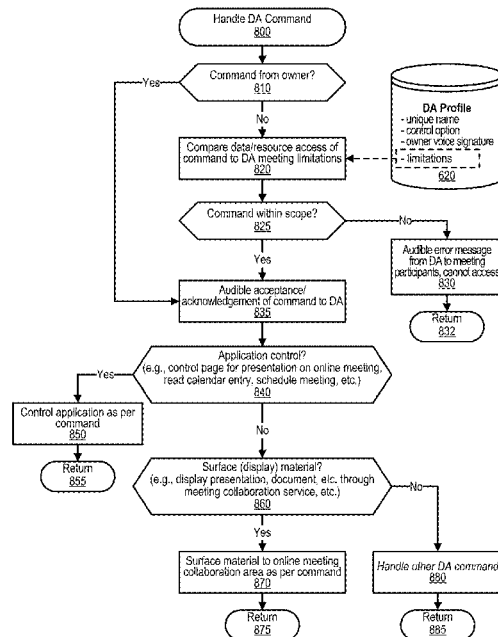 Handle DA Command
800
Yes
Command from owner?
810
No
DA Profile
- unique name
- control option
- owner voice signature
- limitations
620
Compare data/resource access of
command to DA meeting limitations
820
Command within scope?
825
No
Yes
Audible error message
from DA to meeting
participants, cannot access
830
Return
832
Audible acceptance/
acknowledgement of command to DA
835
Application control?
(e.g., control page for presentation on online meeting,
read calendar entry, schedule meeting, etc.)
840
Yes
Control application as per
command
850
Return
855
No
Surface (display) material?
(e.g., display presentation, document, etc. through
meeting collaboration service, etc.)
860
No
Yes
Surface material to online meeting
collaboration area as per command
870
Return
875
Handle other DA command
880
Return
885